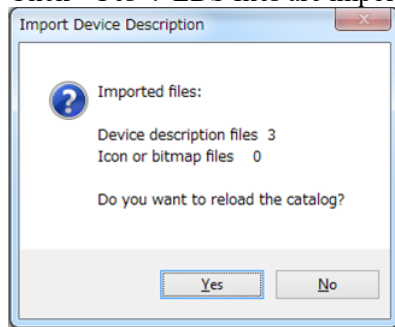 Import Device Description
Imported files:
Device description files 3
Icon or bitmap files 0
Do you want to reload the catalog?
Yes
No